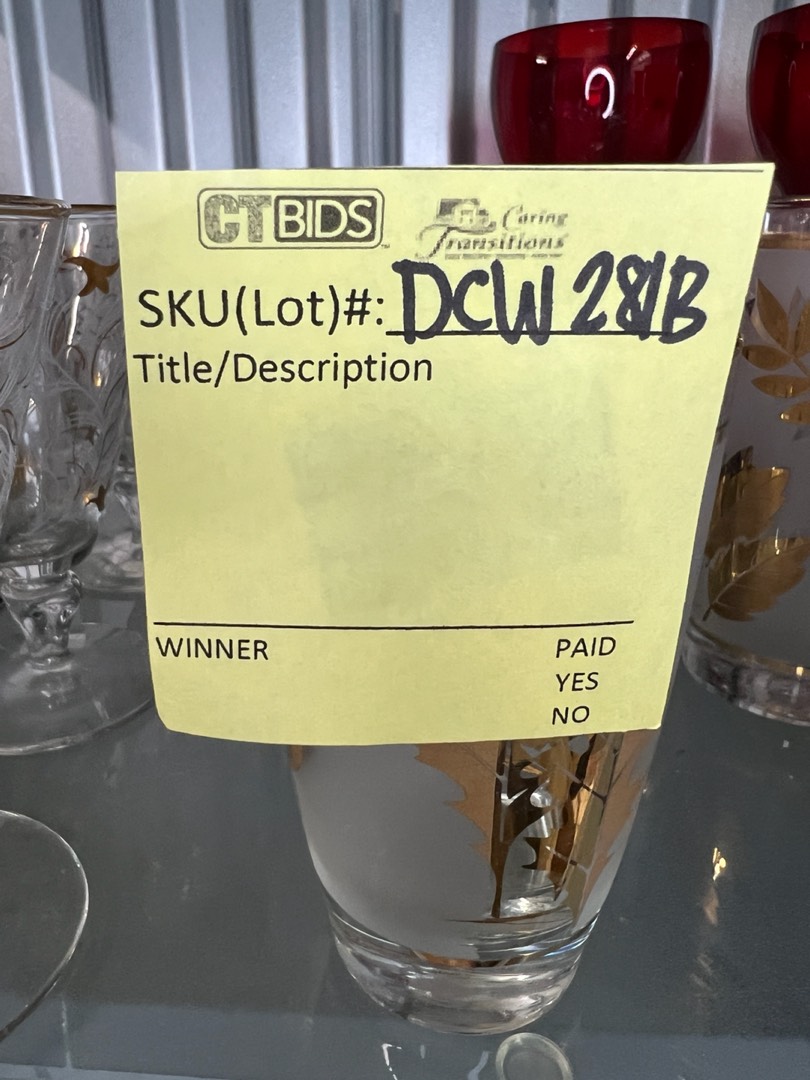 CTBIDS
Caring
Transitions
SKU(Lot)#: DCW 281B
Title/Description
WINNER PAID
YES
NO